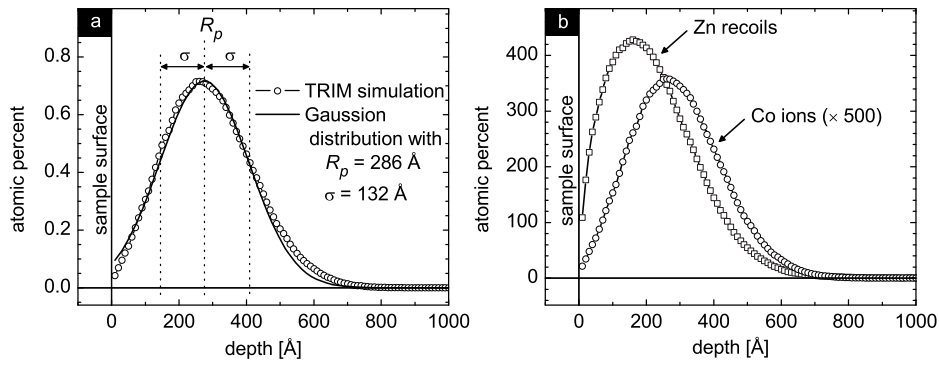 a
R_p
σ σ
0.8
0.6
0.4
0.2
0.0
atomic percent
sample surface
TRIM simulation
Gaussion
distribution with
R_p = 286 Å
σ = 132 Å
0 200 400 600 800 1000
depth [Å]
b
400
300
200
100
0
atomic percent
sample surface
Zn recoils
Co ions (× 500)
0 200 400 600 800 1000
depth [Å]